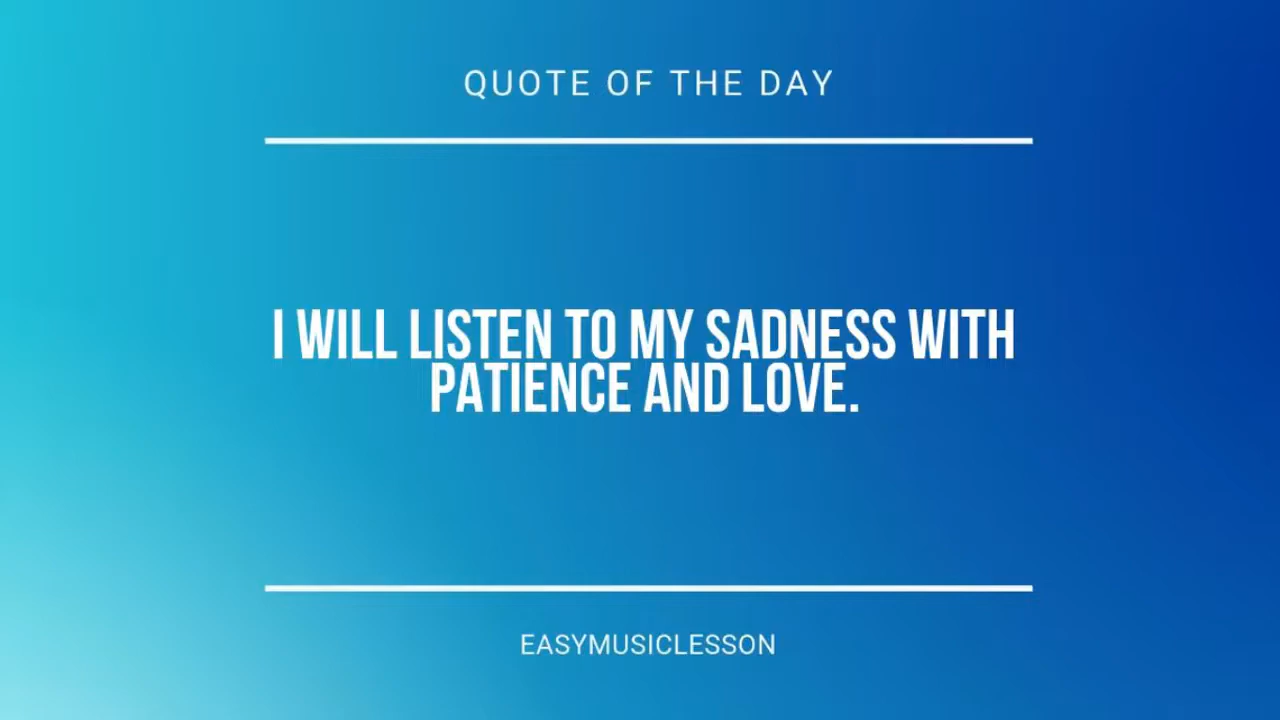 QUOTE OF THE DAY
I WILL LISTEN TO MY SADNESS WITH
PATIENCE AND LOVE.
EASYMUSICLESSON